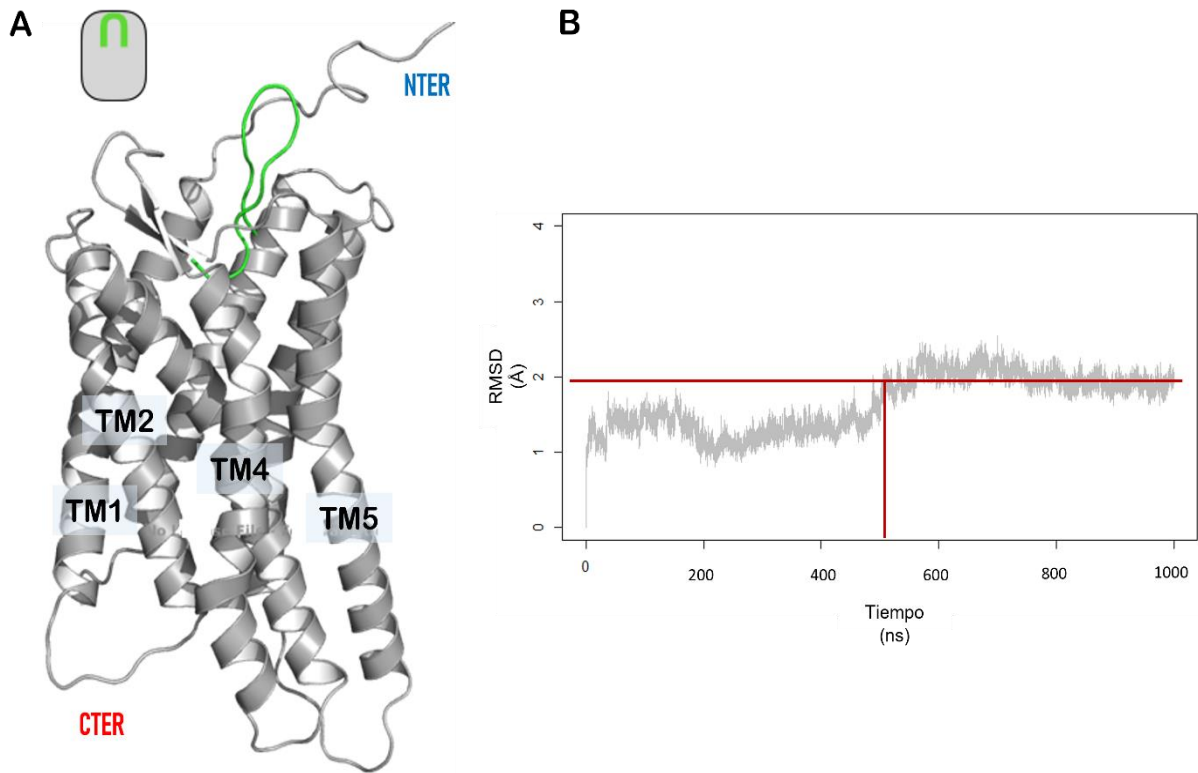 A
B
NTER
TM2
TM4
TM1
TM5
CTER
4
3
2
1
0
RMSD
(Å)
0
200
400
600
800
1000
Tiempo
(ns)